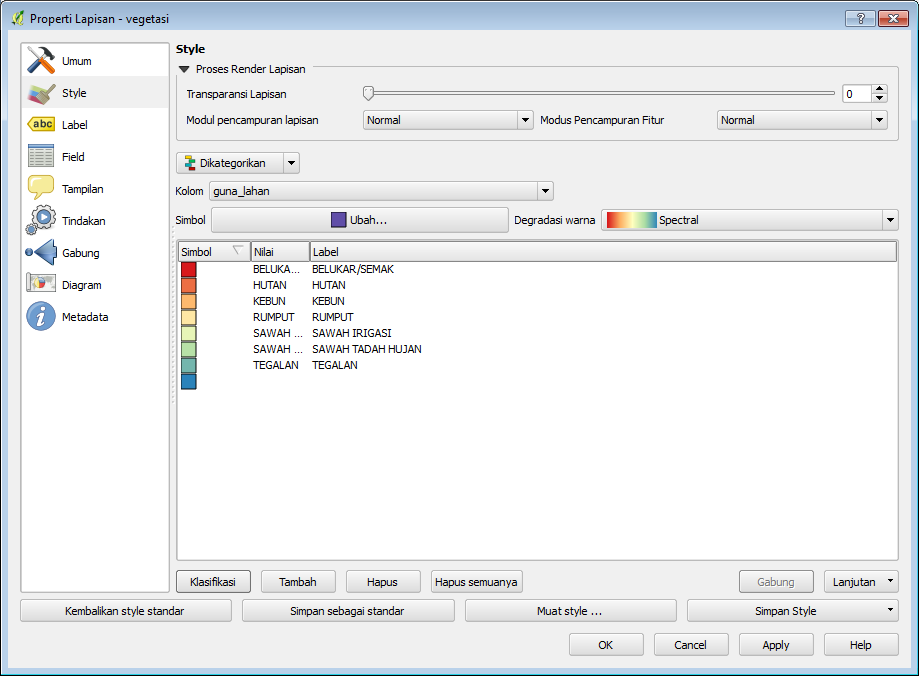 Properti Lapisan - vegetasi
Umum
Style
abc Label
Field
Tampilan
Tindakan
Gabung
Diagram
Metadata
Style
Proses Render Lapisan
Transparansi Lapisan 0
Modul pencampuran lapisan Normal Modus Pencampuran Fitur Normal
Dikategorikan
Kolom guna_lahan
Simbol Ubah... Degradasi warna Spectral
Simbol Nilai Label
BELUKA... BELUKAR/SEMAK
HUTAN HUTAN
KEBUN KEBUN
RUMPUT RUMPUT
SAWAH ... SAWAH IRIGASI
SAWAH ... SAWAH TADAH HUJAN
TEGALAN TEGALAN
Klasifikasi Tambah Hapus Hapus semuanya Gabung Lanjutan
Kembalikan style standar Simpan sebagai standar Muat style ... Simpan Style
OK Cancel Apply Help